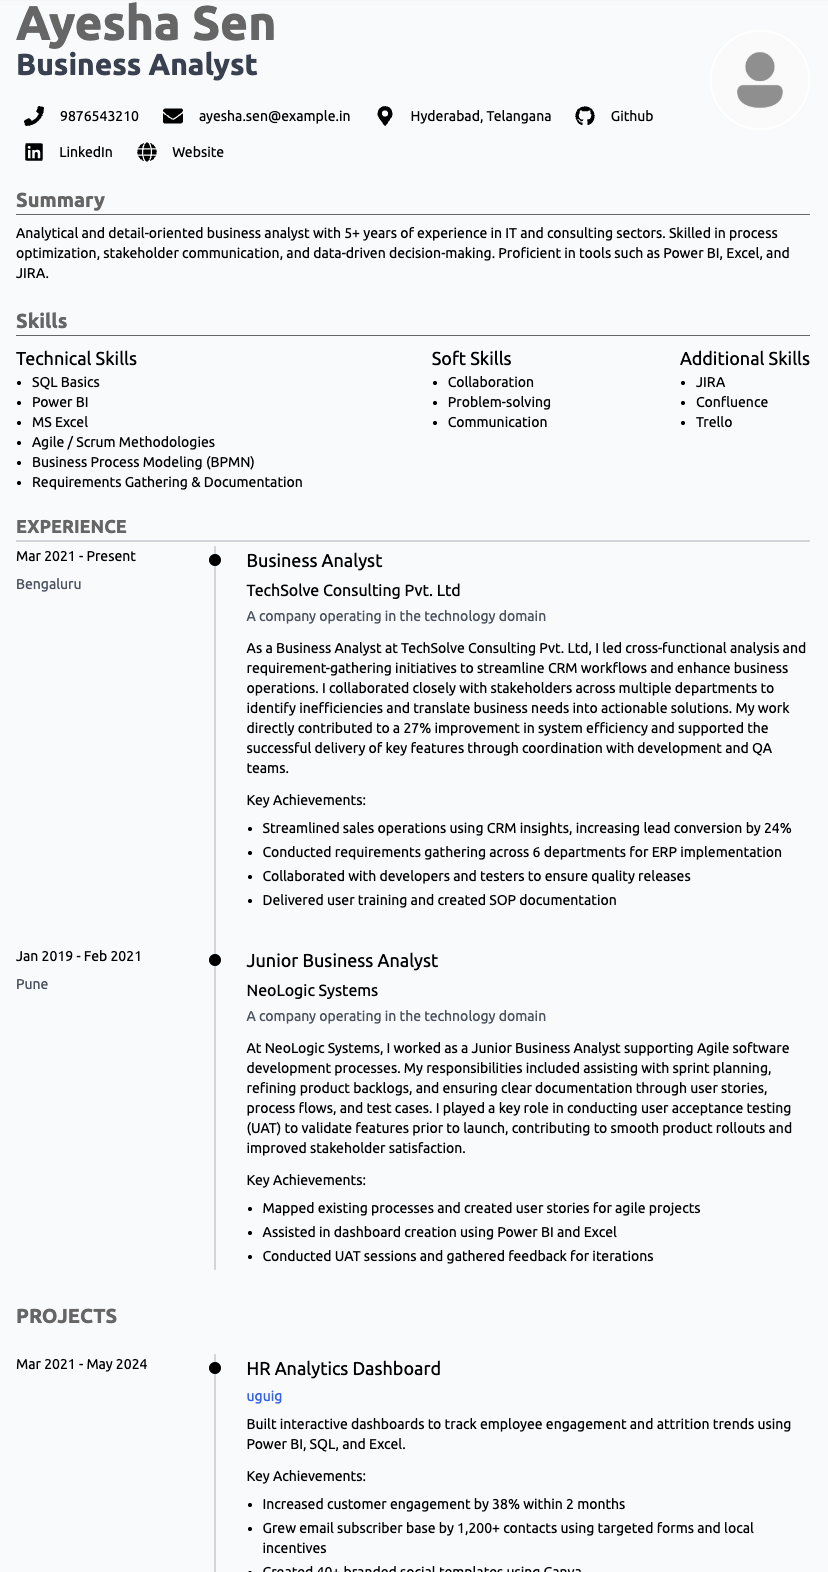 Ayesha Sen
Business Analyst
9876543210 ayesha.sen@example.in Hyderabad, Telangana Github
LinkedIn Website
Summary
Analytical and detail-oriented business analyst with 5+ years of experience in IT and consulting sectors. Skilled in process
optimization, stakeholder communication, and data-driven decision-making. Proficient in tools such as Power BI, Excel, and
JIRA.
Skills
Technical Skills
• SQL Basics
• Power BI
• MS Excel
• Agile / Scrum Methodologies
• Business Process Modeling (BPMN)
• Requirements Gathering & Documentation
Soft Skills
• Collaboration
• Problem-solving
• Communication
Additional Skills
• JIRA
• Confluence
• Trello
EXPERIENCE
Mar 2021 - Present
Bengaluru
Business Analyst
TechSolve Consulting Pvt. Ltd
A company operating in the technology domain
As a Business Analyst at TechSolve Consulting Pvt. Ltd, I led cross-functional analysis and
requirement-gathering initiatives to streamline CRM workflows and enhance business
operations. I collaborated closely with stakeholders across multiple departments to
identify inefficiencies and translate business needs into actionable solutions. My work
directly contributed to a 27% improvement in system efficiency and supported the
successful delivery of key features through coordination with development and QA
teams.
Key Achievements:
• Streamlined sales operations using CRM insights, increasing lead conversion by 24%
• Conducted requirements gathering across 6 departments for ERP implementation
• Collaborated with developers and testers to ensure quality releases
• Delivered user training and created SOP documentation
Jan 2019 - Feb 2021
Pune
Junior Business Analyst
NeoLogic Systems
A company operating in the technology domain
At NeoLogic Systems, I worked as a Junior Business Analyst supporting Agile software
development processes. My responsibilities included assisting with sprint planning,
refining product backlogs, and ensuring clear documentation through user stories,
process flows, and test cases. I played a key role in conducting user acceptance testing
(UAT) to validate features prior to launch, contributing to smooth product rollouts and
improved stakeholder satisfaction.
Key Achievements:
• Mapped existing processes and created user stories for agile projects
• Assisted in dashboard creation using Power BI and Excel
• Conducted UAT sessions and gathered feedback for iterations
PROJECTS
Mar 2021 - May 2024
HR Analytics Dashboard
uguig
Built interactive dashboards to track employee engagement and attrition trends using
Power BI, SQL, and Excel.
Key Achievements:
• Increased customer engagement by 38% within 2 months
• Grew email subscriber base by 1,200+ contacts using targeted forms and local
incentives
• Created 40+ branded social templates using Canva